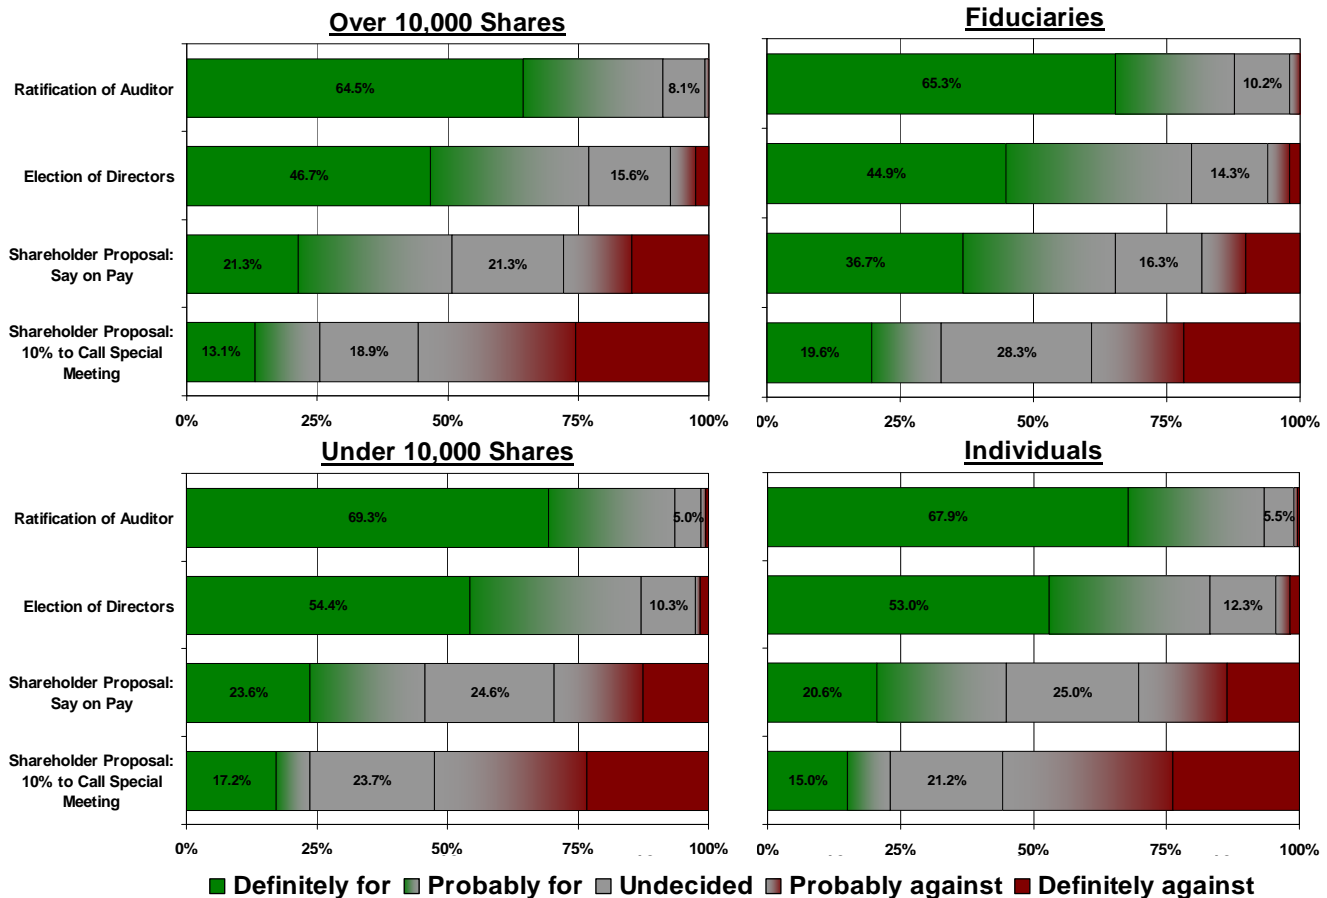 Over 10,000 Shares
Ratification of Auditor
64.5%
8.1%
Election of Directors
46.7%
15.6%
Shareholder Proposal:
Say on Pay
21.3%
21.3%
Shareholder Proposal:
10% to Call Special
Meeting
13.1%
18.9%
0%
25%
50%
75%
100%
Fiduciaries
65.3%
10.2%
44.9%
14.3%
36.7%
16.3%
19.6%
28.3%
0%
25%
50%
75%
100%
Under 10,000 Shares
Ratification of Auditor
69.3%
5.0%
Election of Directors
54.4%
10.3%
Shareholder Proposal:
Say on Pay
23.6%
24.6%
Shareholder Proposal:
10% to Call Special
Meeting
17.2%
23.7%
0%
25%
50%
75%
100%
Individuals
67.9%
5.5%
53.0%
12.3%
20.6%
25.0%
15.0%
21.2%
0%
25%
50%
75%
100%
Definitely for Probably for Undecided Probably against Definitely against